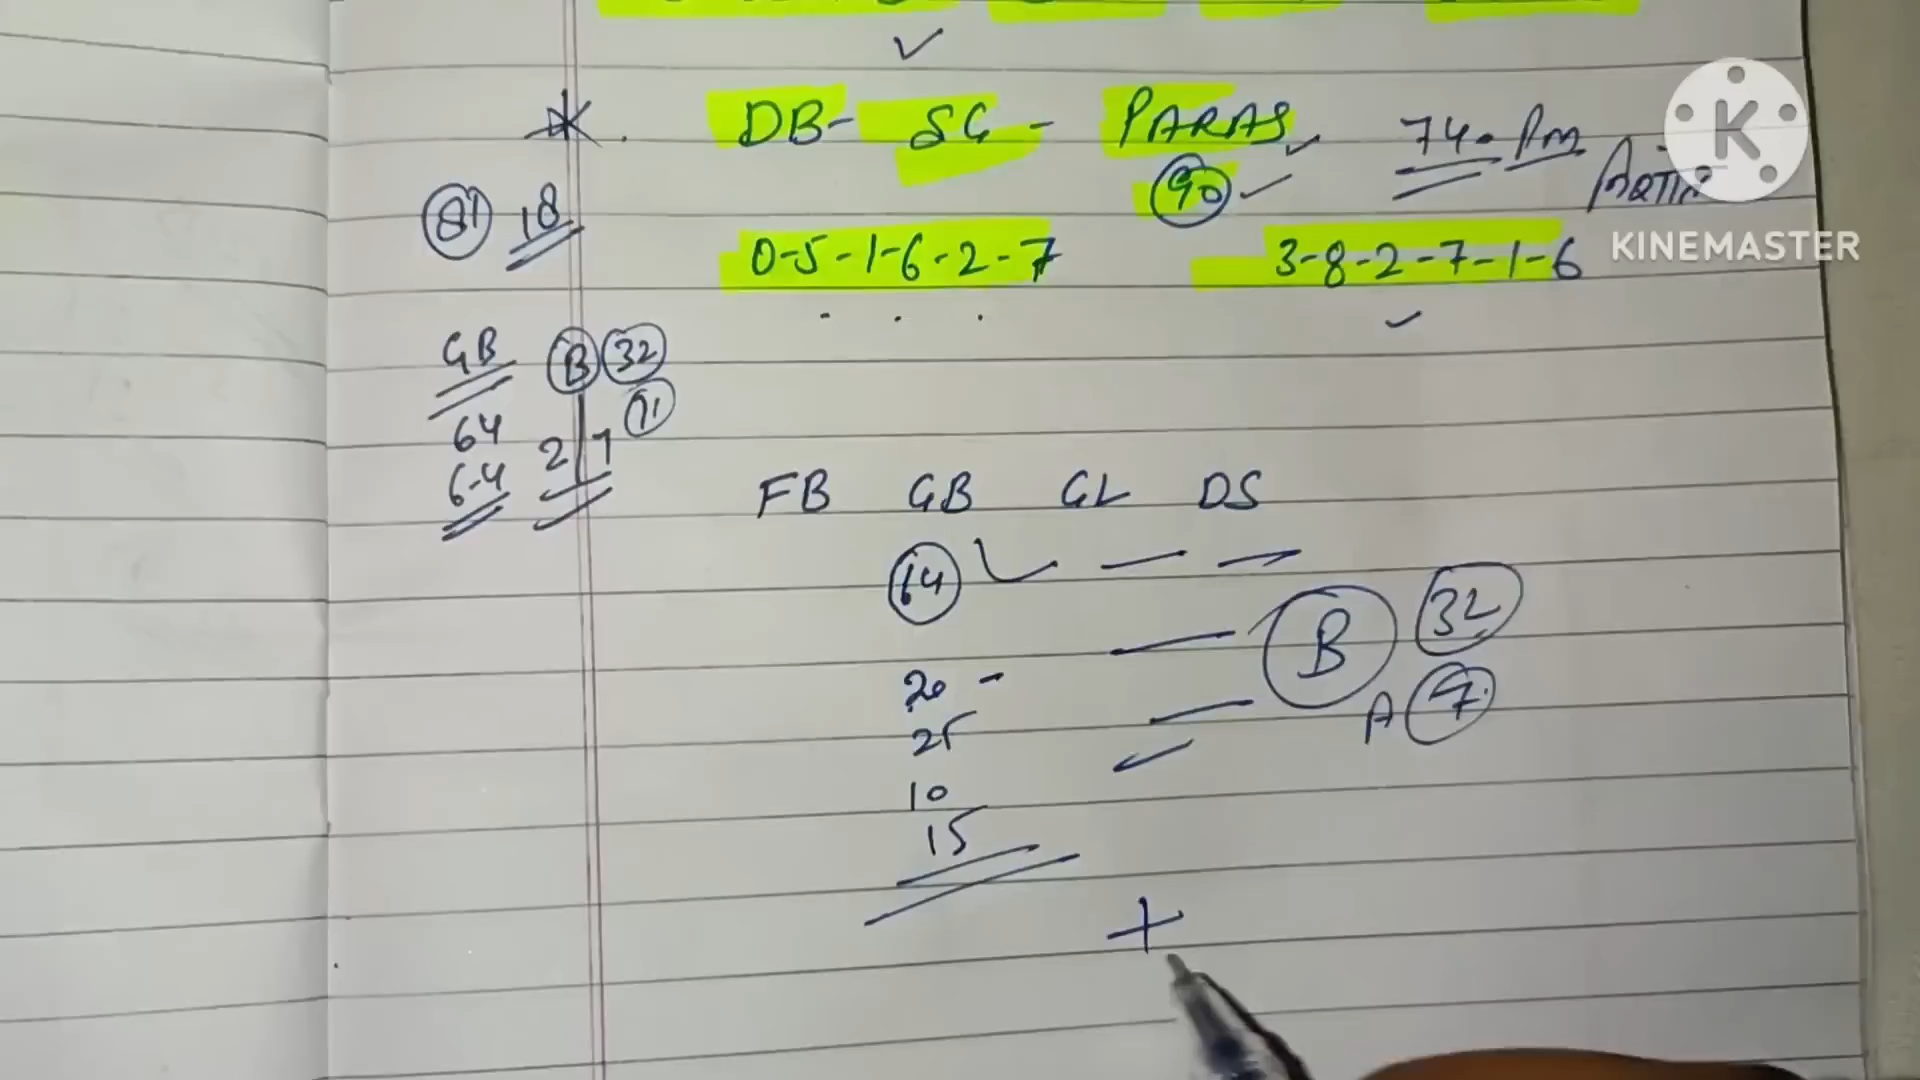 DB- SG - PARAS 74. Pm
90
81 18
0-5-1-6-2-7 3-8-2-7-1-6
K
KINEMASTER
GB B 32
71
64 2 7
6-4
FB GB GL DS
64
B 32
20 -
A 7
25
10
15
+